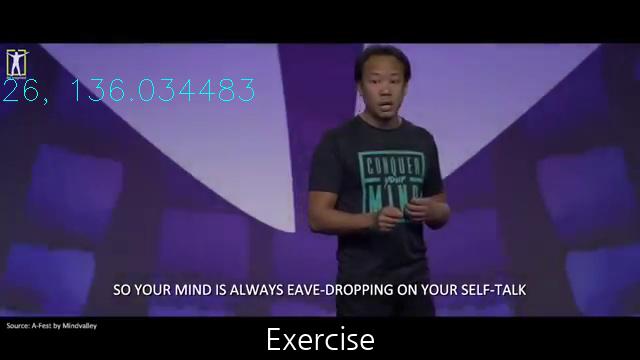 26, 136.034483
CONQUER
YOUR
MIND
SO YOUR MIND IS ALWAYS EAVE-DROPPING ON YOUR SELF-TALK
Source: A-Fest by Mindvalley
Exercise